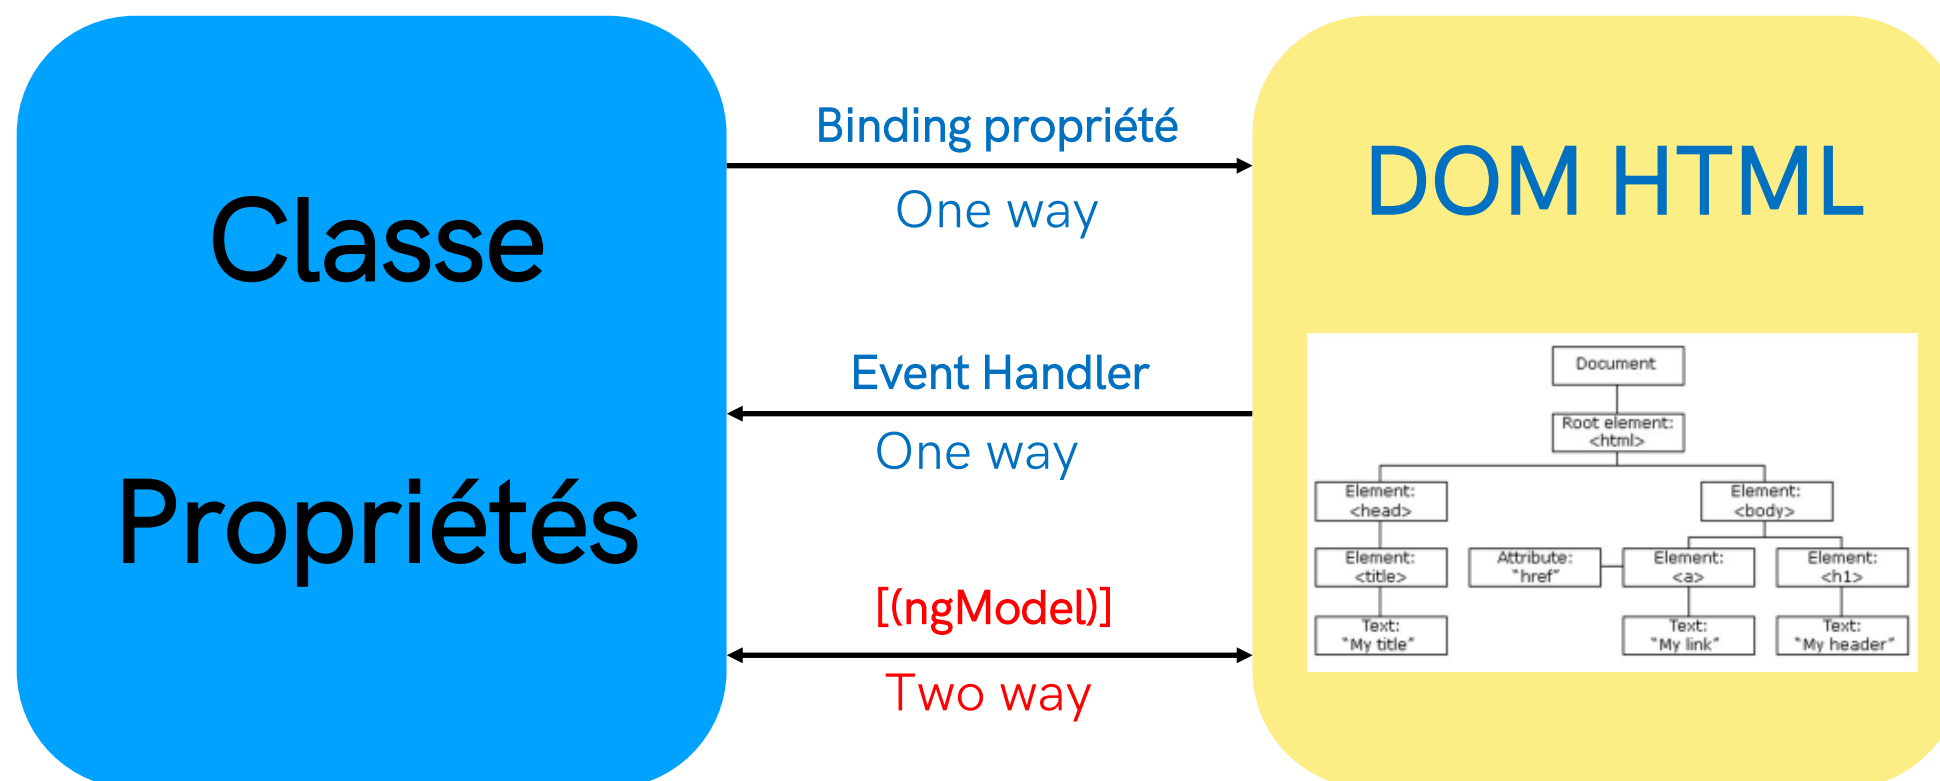 Classe
Propriétés
Binding propriété
One way
Event Handler
One way
[(ngModel)]
Two way
DOM HTML
Document
Root element:
<html>
Element:
<head>
Element:
<body>
Element:
<title>
Attribute:
"href"
Element:
<a>
Element:
<h1>
Text:
"My title"
Text:
"My link"
Text:
"My header"